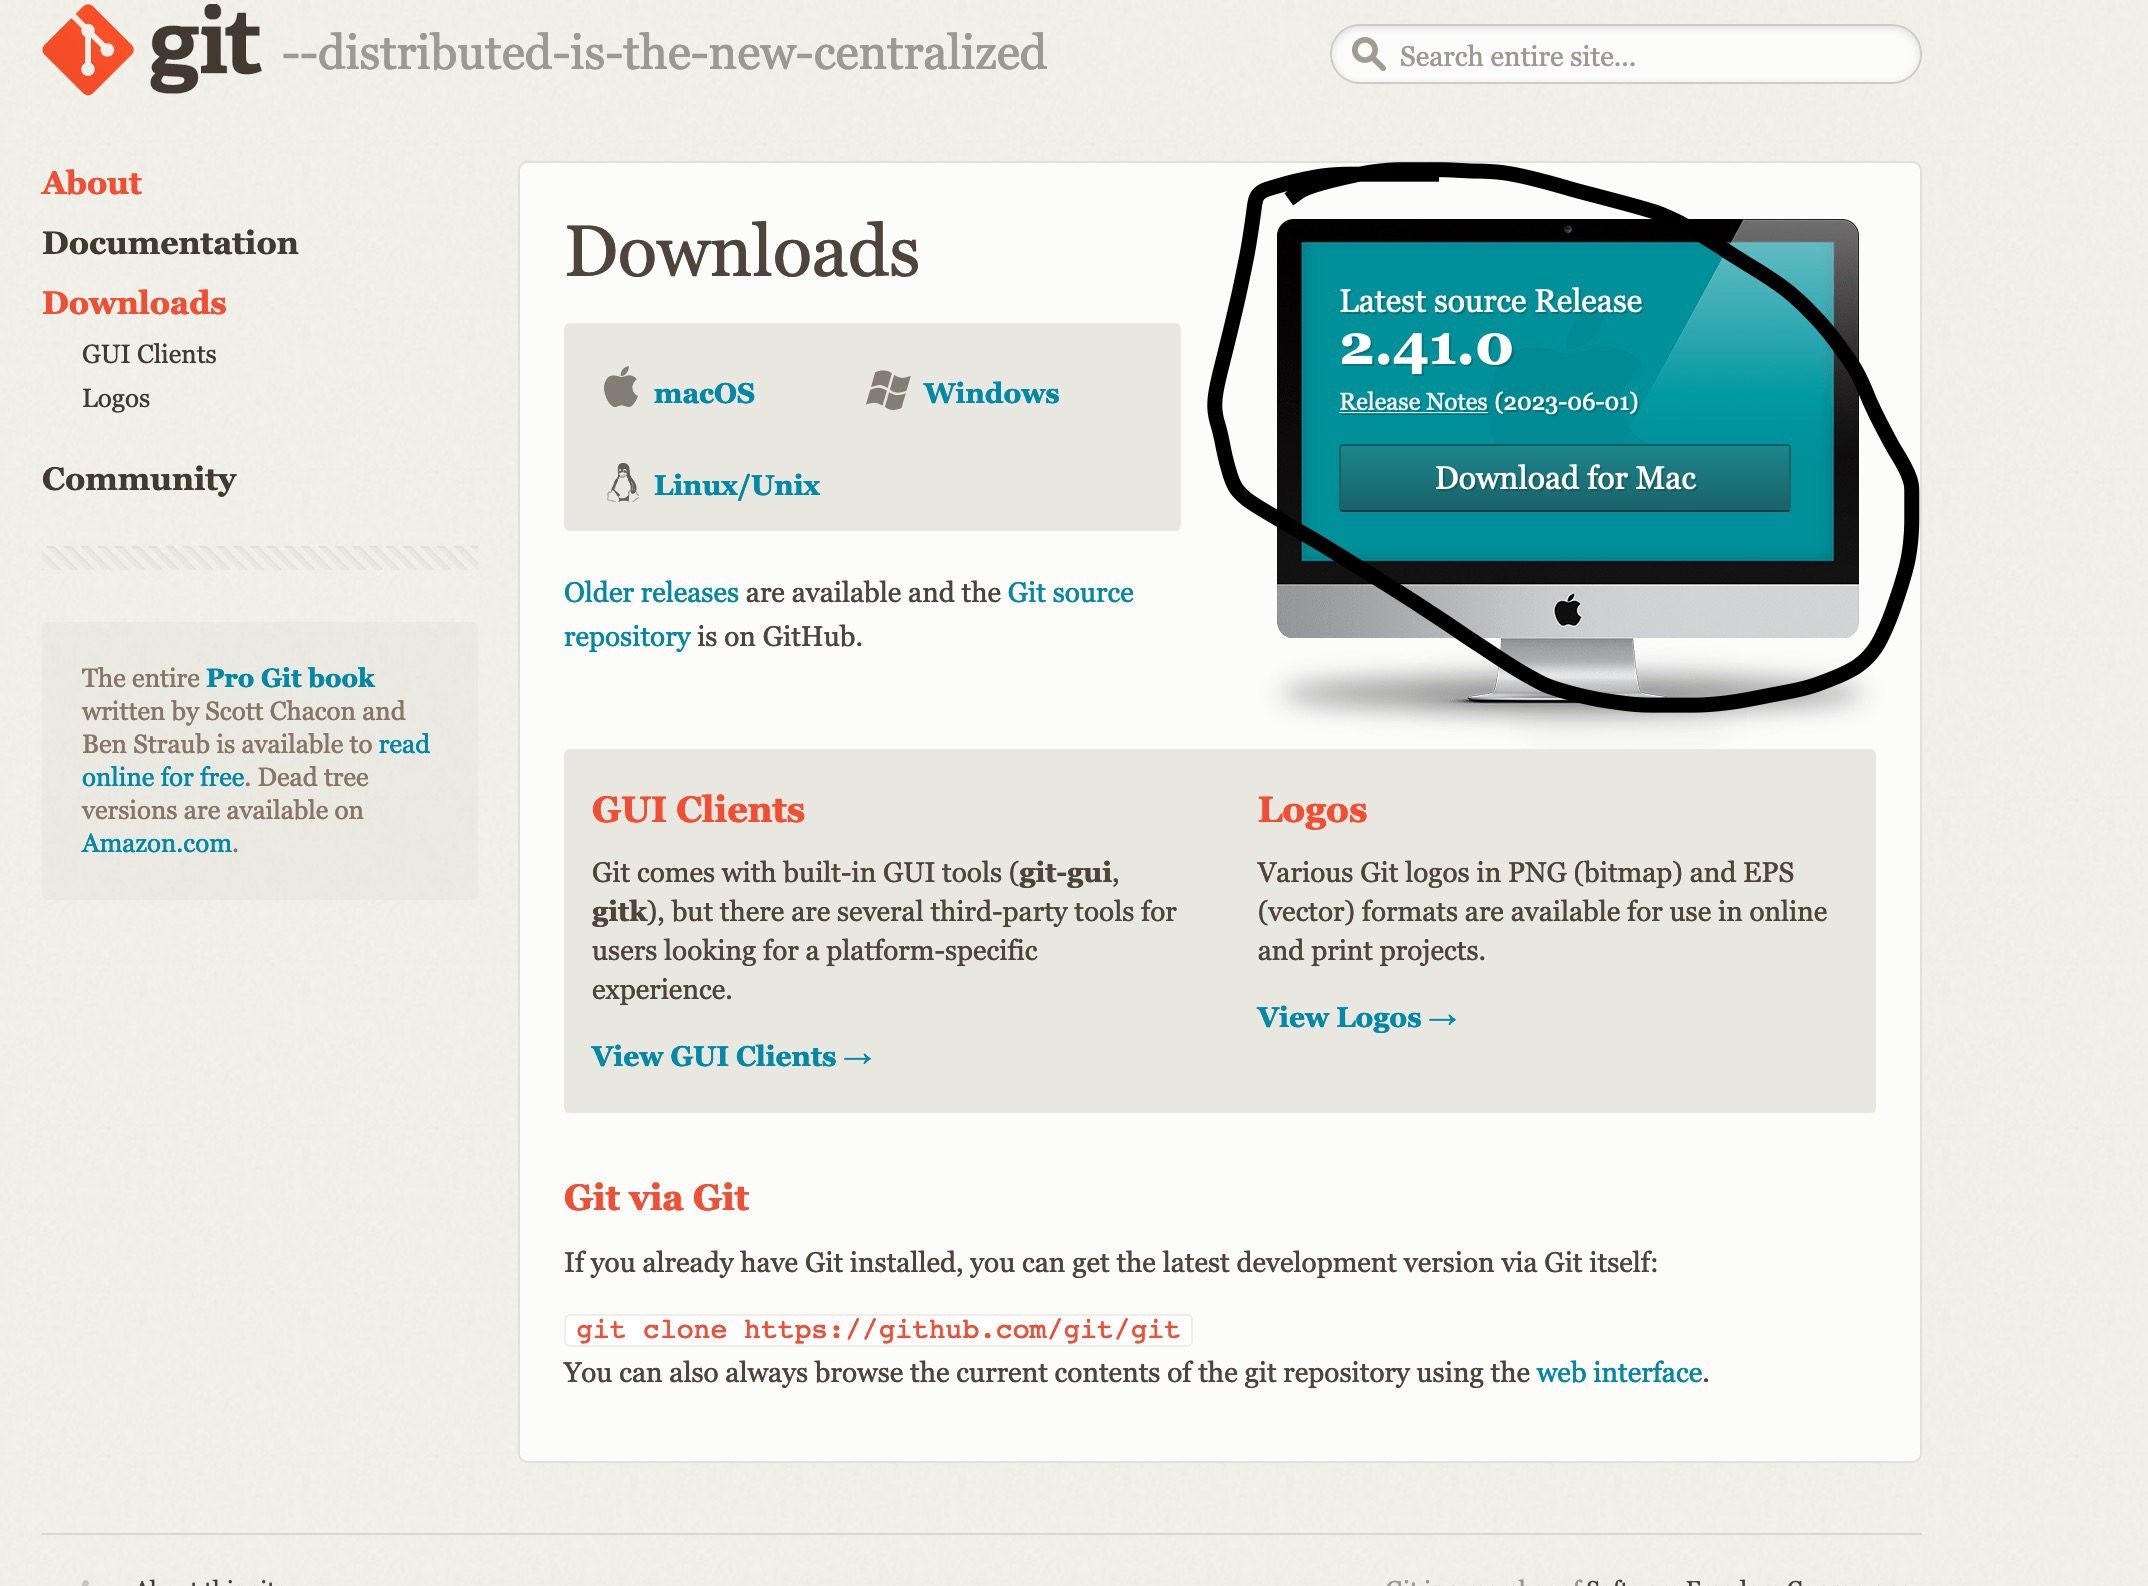 git --distributed-is-the-new-centralized
Search entire site...
About
Documentation
Downloads
GUI Clients
Logos
Community
The entire Pro Git book
written by Scott Chacon and
Ben Straub is available to read
online for free. Dead tree
versions are available on
Amazon.com.
Downloads
macOS
Windows
Linux/Unix
Older releases are available and the Git source
repository is on GitHub.
Latest source Release
2.41.0
Release Notes (2023-06-01)
Download for Mac
GUI Clients
Git comes with built-in GUI tools (git-gui,
gitk), but there are several third-party tools for
users looking for a platform-specific
experience.
View GUI Clients →
Logos
Various Git logos in PNG (bitmap) and EPS
(vector) formats are available for use in online
and print projects.
View Logos →
Git via Git
If you already have Git installed, you can get the latest development version via Git itself:
git clone https://github.com/git/git
You can also always browse the current contents of the git repository using the web interface.
About this site